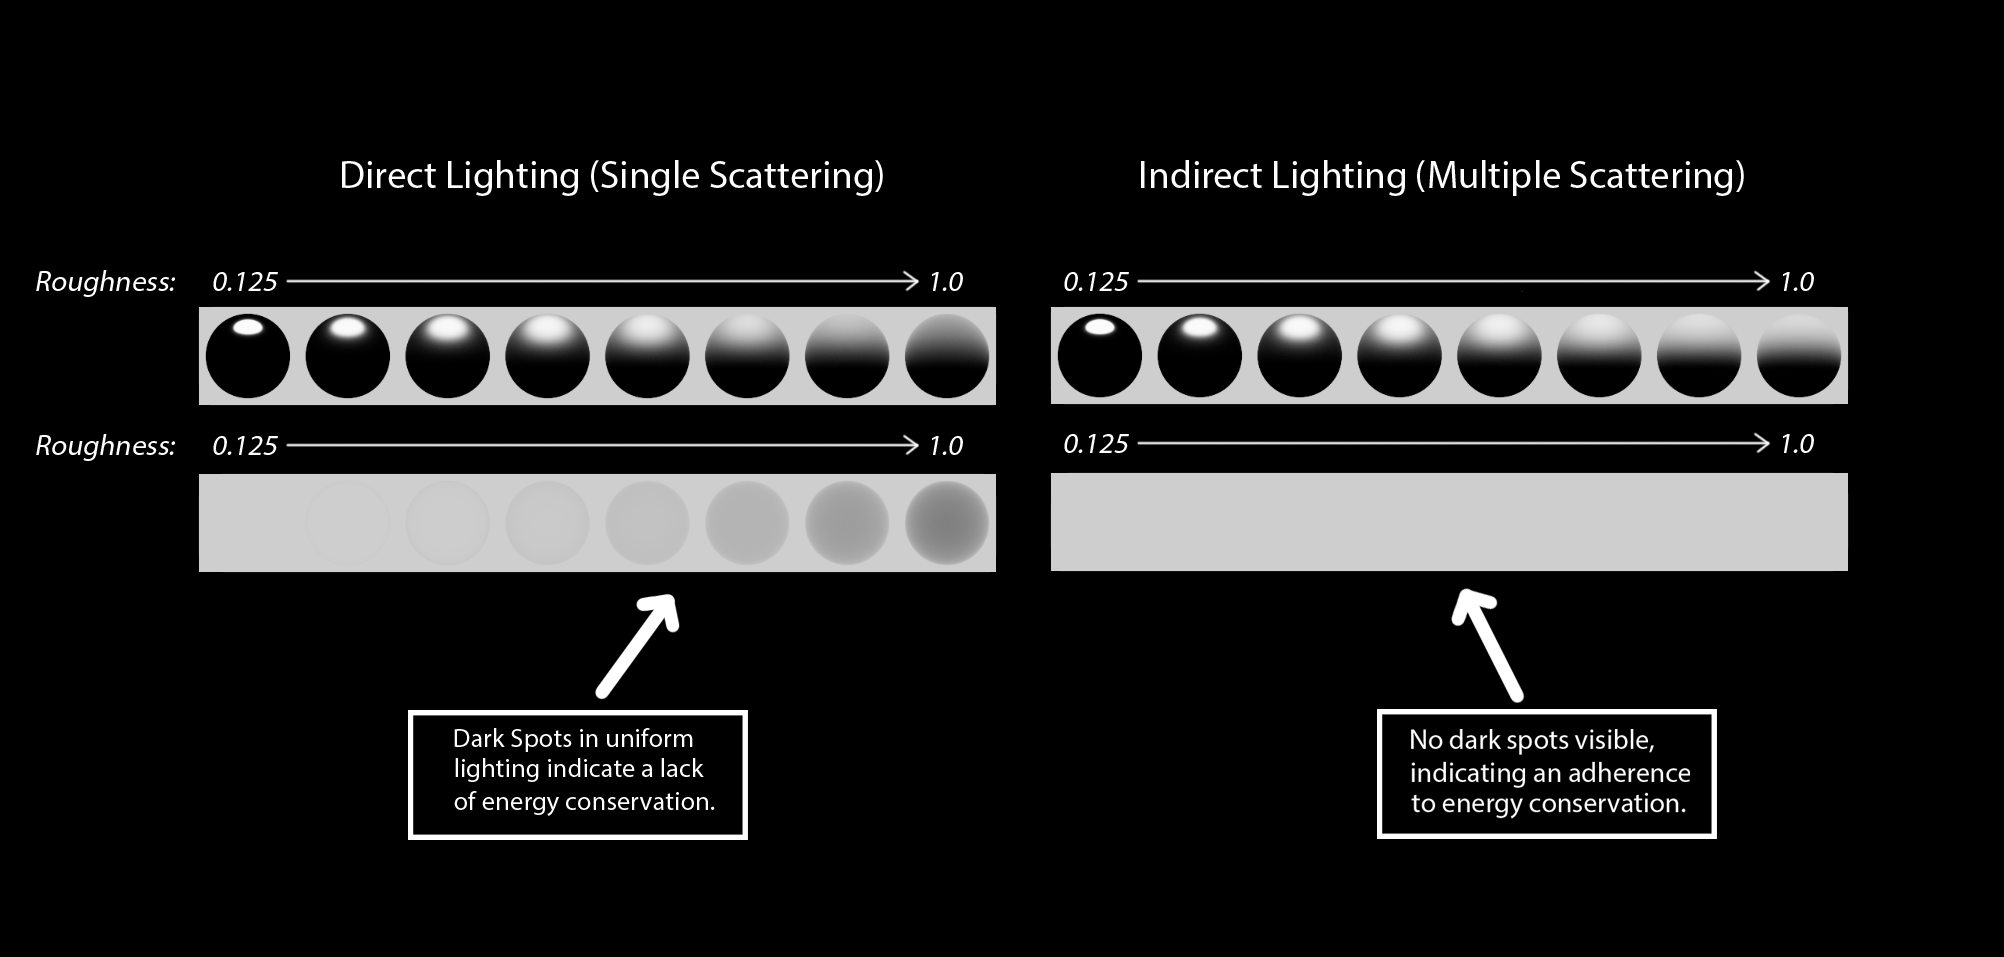 Direct Lighting (Single Scattering)
Indirect Lighting (Multiple Scattering)
Roughness: 0.125 1.0
0.125 1.0
Roughness: 0.125 1.0
0.125 1.0
Dark Spots in uniform
lighting indicate a lack
of energy conservation.
No dark spots visible,
indicating an adherence
to energy conservation.